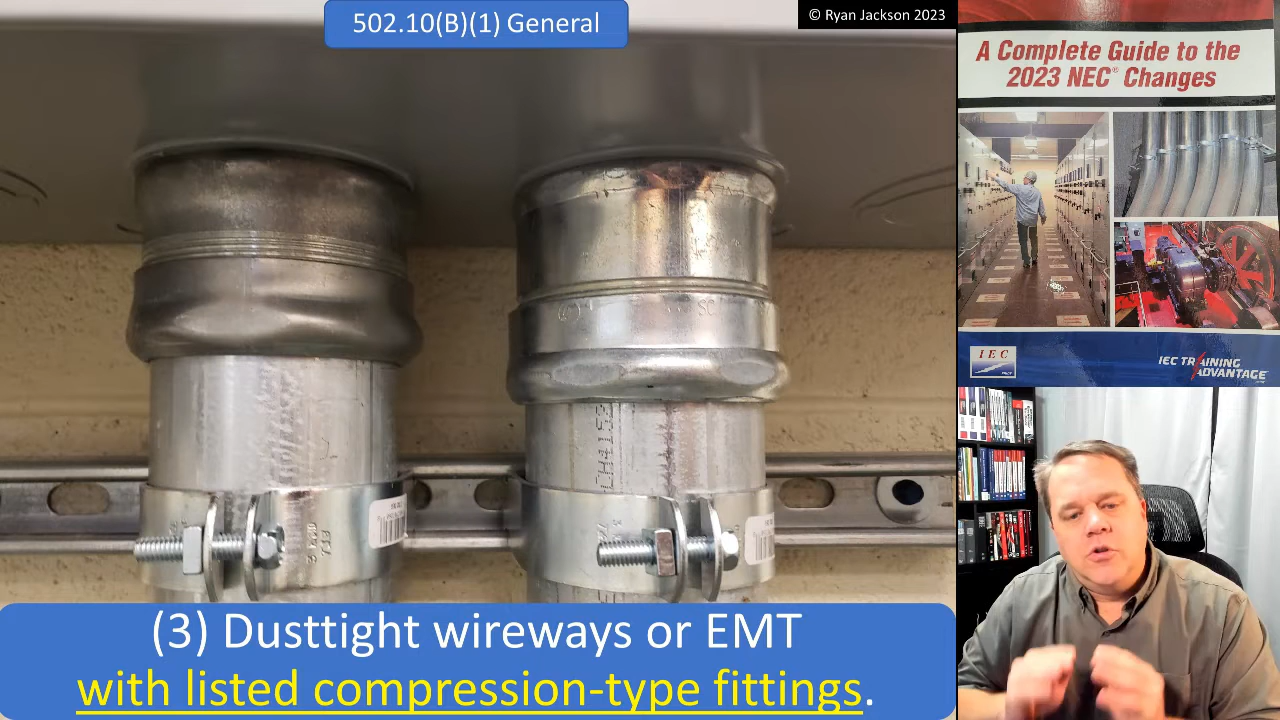 502.10(B)(1) General
© Ryan Jackson 2023
A Complete Guide to the
2023 NEC® Changes
IEC
IEC TRAINING
ADVANTAGE
(3) Dusttight wireways or EMT
with listed compression-type fittings.